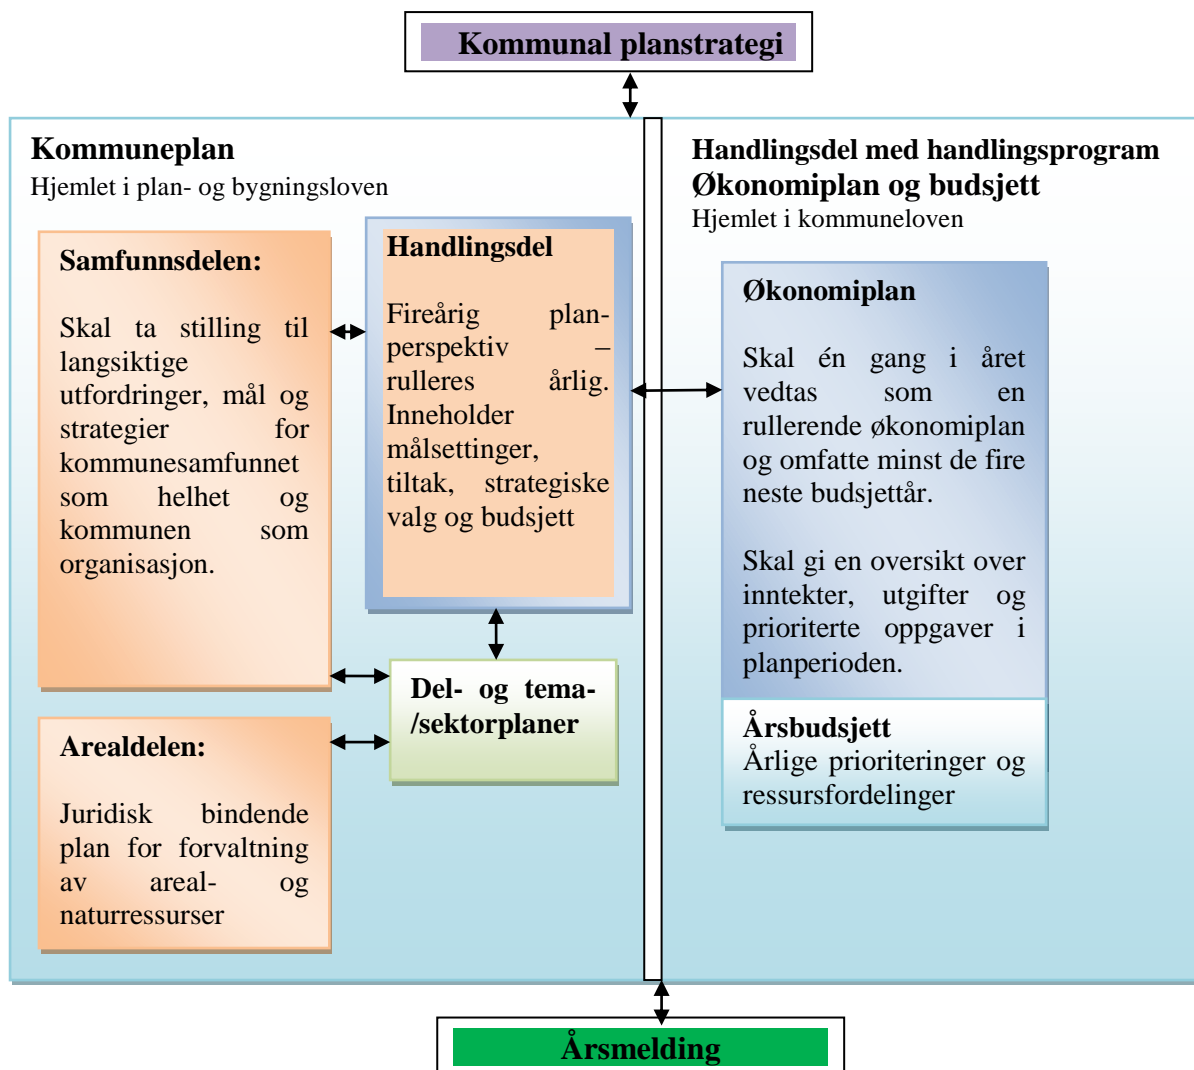 Kommunal planstrategi
Kommuneplan
Hjemlet i plan- og bygningsloven
Samfunnsdelen:
Skal ta stilling til
langsiktige
utfordringer, mål og
strategier for
kommunesamfunnet
som helhet og
kommunen som
organisasjon.
Handlingsdel
Fireårig plan-
perspektiv –
rulleres årlig.
Inneholder
målsettinger,
tiltak, strategiske
valg og budsjett
Del- og tema-
/sektorplaner
Arealdelen:
Juridisk bindende
plan for forvaltning
av areal- og
naturressurser
Handlingsdel med handlingsprogram
Økonomiplan og budsjett
Hjemlet i kommuneloven
Økonomiplan
Skal én gang i året
vedtas som en
rullerende økonomiplan
og omfatte minst de fire
neste budsjettår.
Skal gi en oversikt over
inntekter, utgifter og
prioriterte oppgaver i
planperioden.
Årsbudsjett
Årlige prioriteringer og
ressursfordelinger
Årsmelding